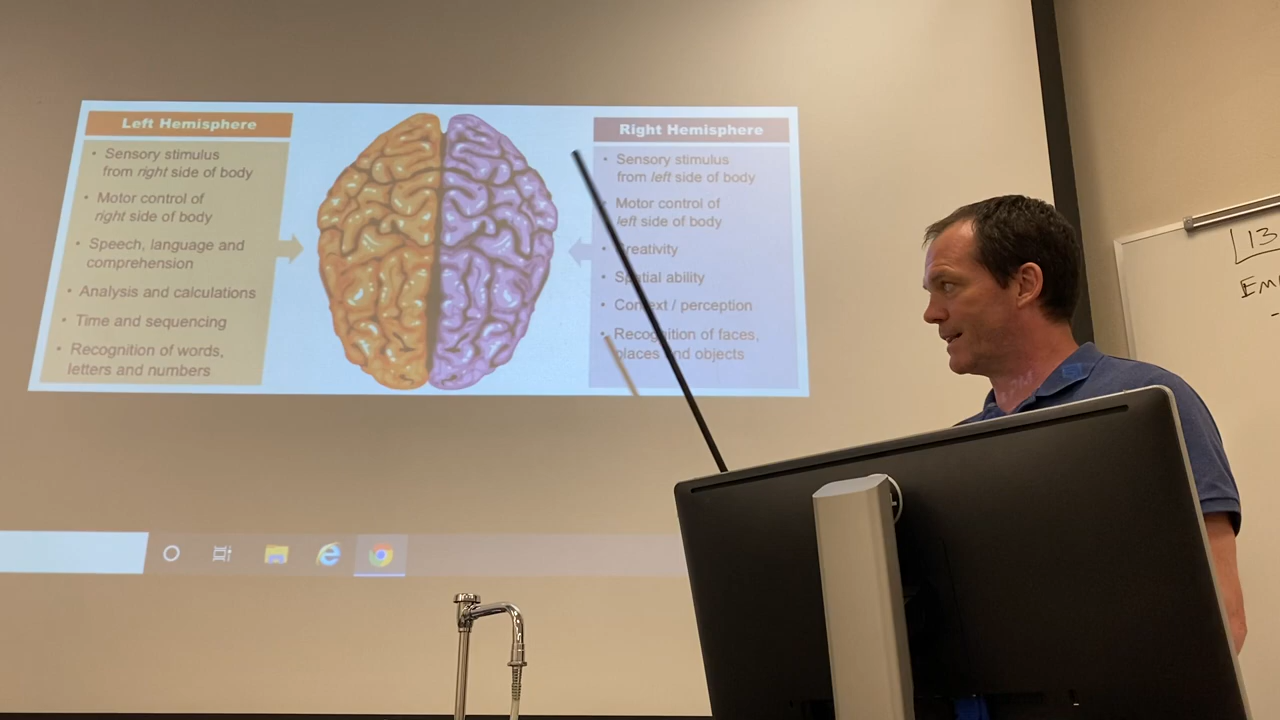 Left Hemisphere
• Sensory stimulus
from right side of body
• Motor control of
right side of body
• Speech, language and
comprehension
• Analysis and calculations
• Time and sequencing
• Recognition of words,
letters and numbers
Right Hemisphere
• Sensory stimulus
from left side of body
Motor control of
left side of body
• Creativity
• Spatial ability
• Context / perception
• Recognition of faces,
places and objects
13